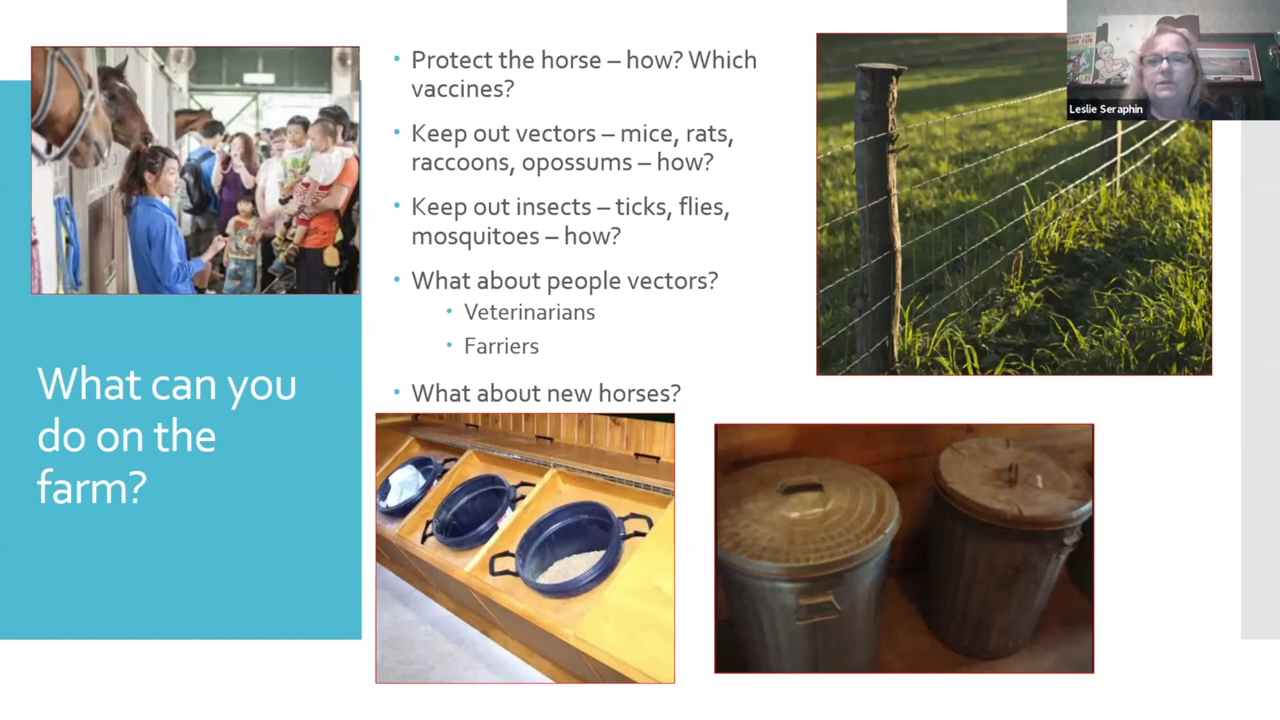 What can you
do on the
farm?
• Protect the horse – how? Which
vaccines?
• Keep out vectors – mice, rats,
raccoons, opossums – how?
• Keep out insects – ticks, flies,
mosquitoes – how?
• What about people vectors?
• Veterinarians
• Farriers
• What about new horses?
Leslie Seraphin